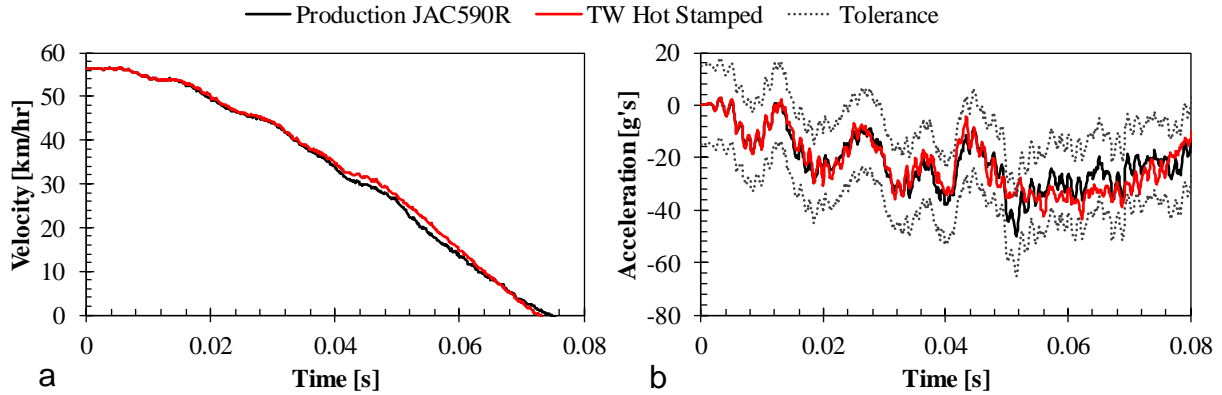 Production JAC590R TW Hot Stamped Tolerance
60
50
40
30
20
10
0
Velocity [km/hr]
0 0.02 0.04 0.06 0.08
Time [s]
a
20
0
-20
-40
-60
-80
Acceleration [g's]
0 0.02 0.04 0.06 0.08
Time [s]
b